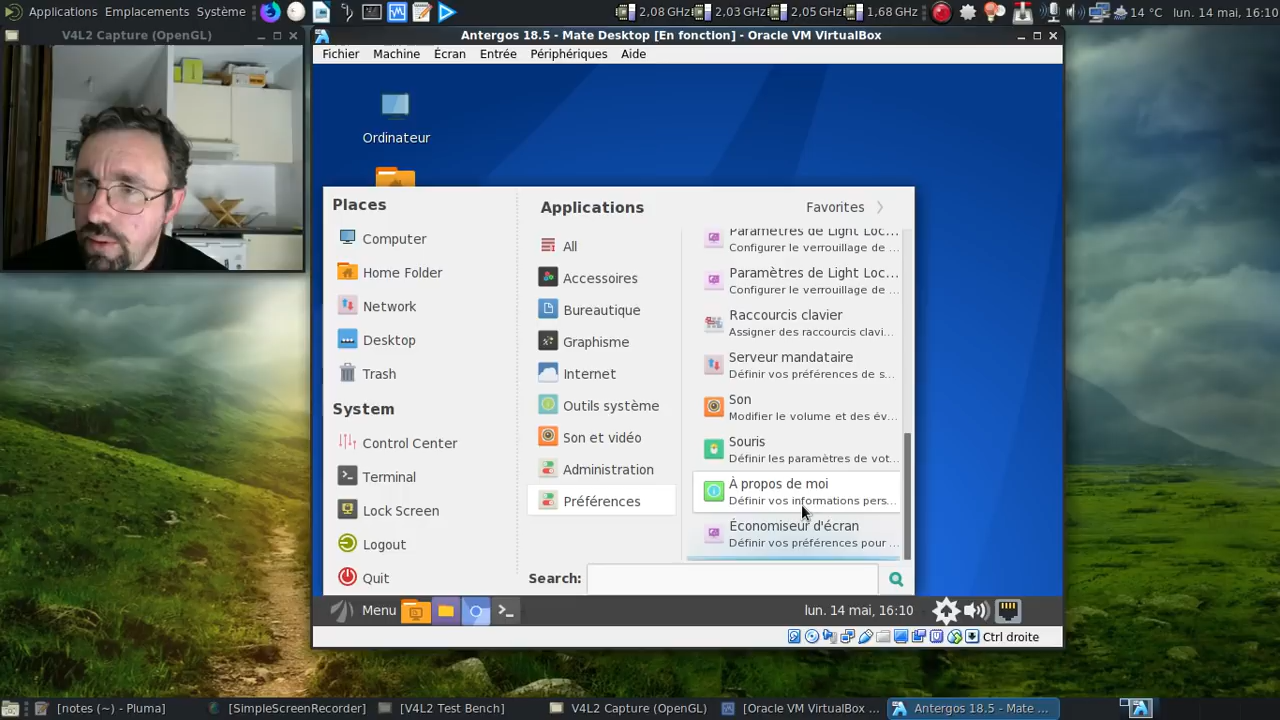 Applications Emplacements Système
2,08 GHz 2,03 GHz 2,05 GHz 1,68 GHz
14 °C lun. 14 mai, 16:10
V4L2 Capture (OpenGL)
Antergos 18.5 - Mate Desktop [En fonction] - Oracle VM VirtualBox
Fichier Machine Écran Entrée Périphériques Aide
Ordinateur
Places
Computer
Home Folder
Network
Desktop
Trash
System
Control Center
Terminal
Lock Screen
Logout
Quit
Applications
All
Accessoires
Bureautique
Graphisme
Internet
Outils système
Son et vidéo
Administration
Préférences
Favorites
Paramètres de Light Loc...
Configurer le verrouillage de ...
Paramètres de Light Loc...
Configurer le verrouillage de ...
Raccourcis clavier
Assigner des raccourcis clavi...
Serveur mandataire
Définir vos préférences de s...
Son
Modifier le volume et des év...
Souris
Définir les paramètres de vot...
À propos de moi
Définir vos informations pers...
Économiseur d'écran
Définir vos préférences pour ...
Search:
Menu
lun. 14 mai, 16:10
Ctrl droite
[notes (~) - Pluma]
[SimpleScreenRecorder]
[V4L2 Test Bench]
V4L2 Capture (OpenGL)
[Oracle VM VirtualBox ...
Antergos 18.5 - Mate ...